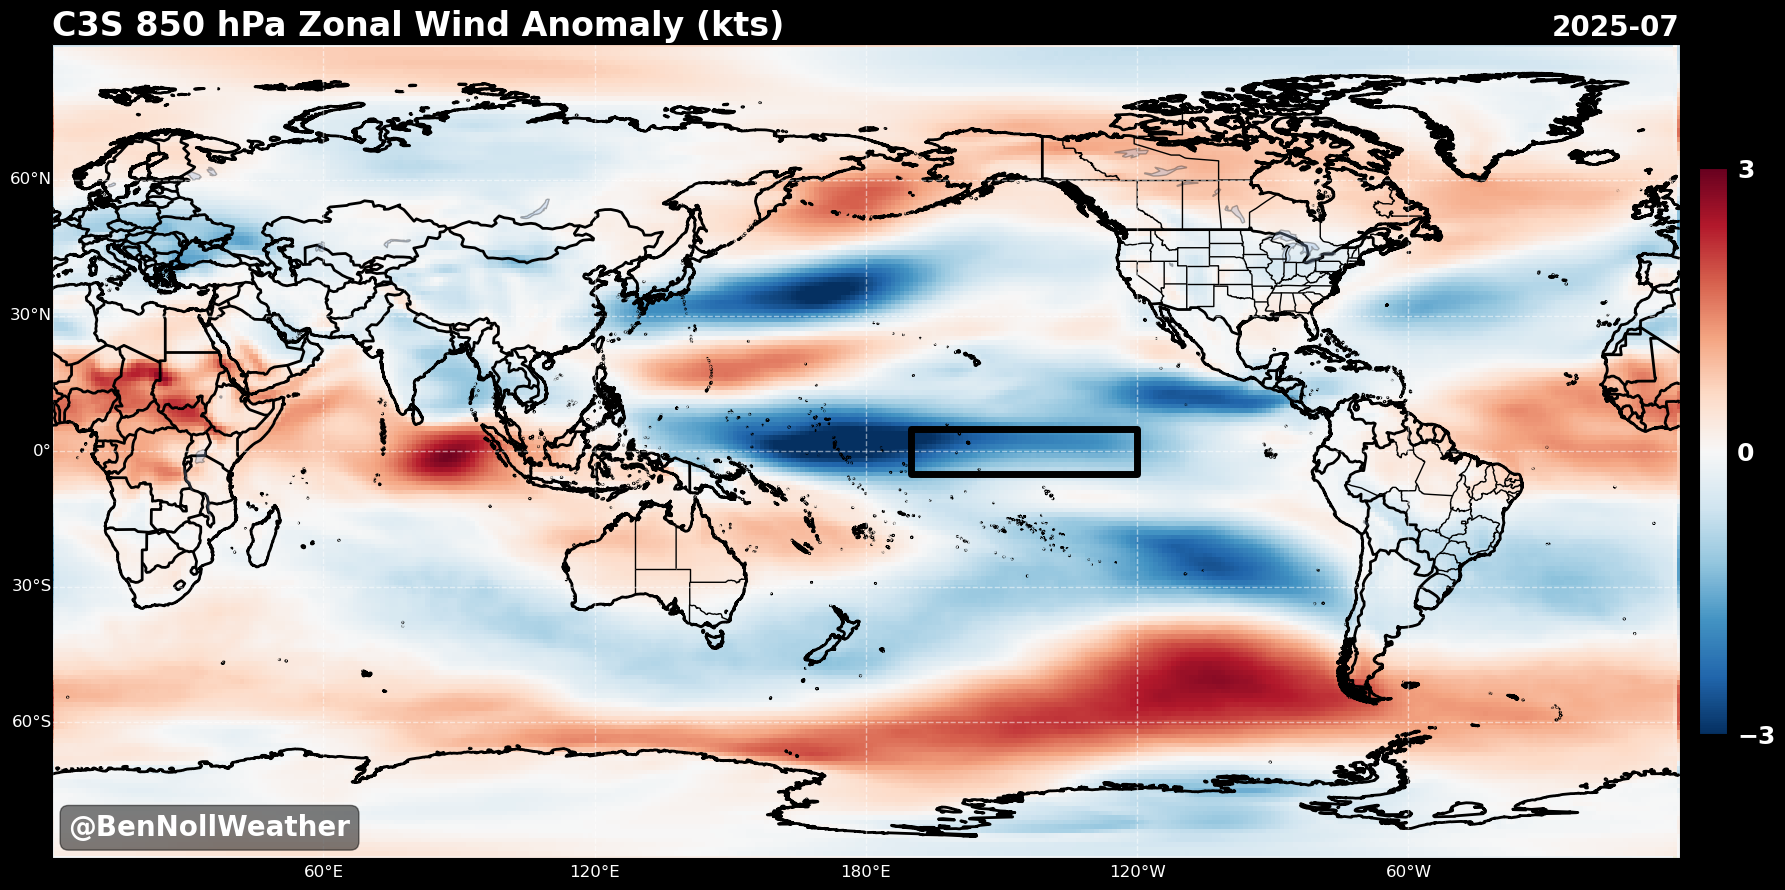 C3S 850 hPa Zonal Wind Anomaly (kts)
2025-07
60°N
30°N
0°
30°S
60°S
60°E
120°E
180°E
120°W
60°W
3
0
−3
@BenNollWeather